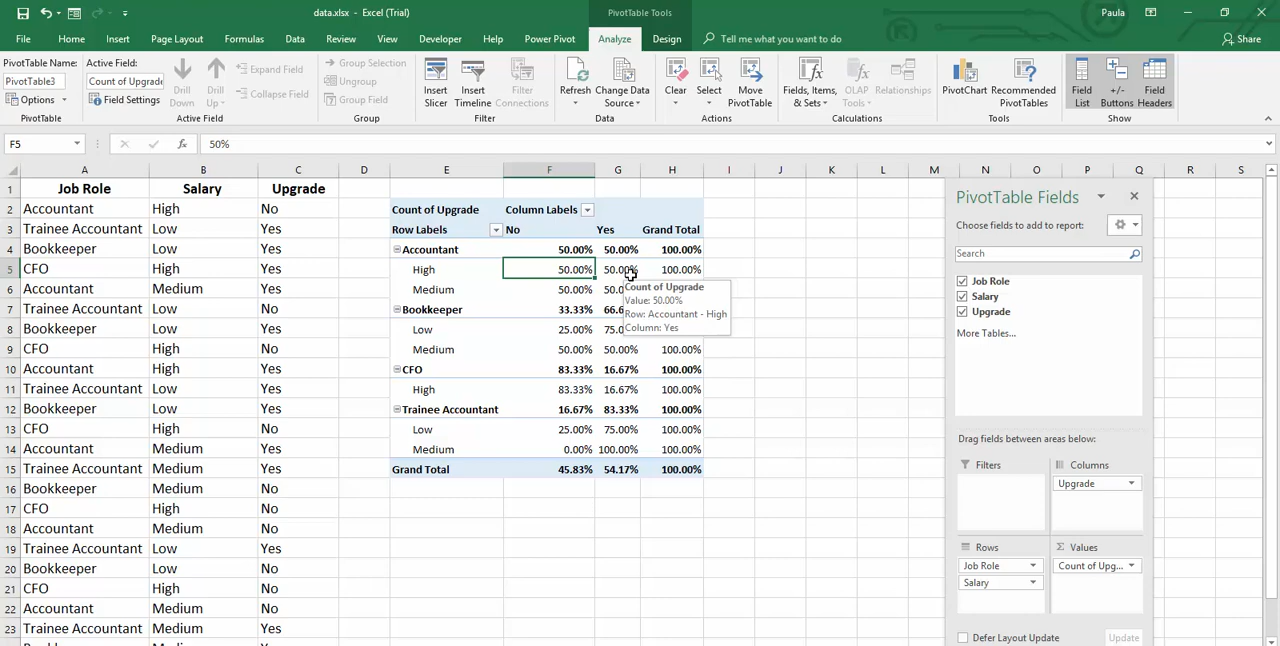 data.xlsx - Excel (Trial)
PivotTable Tools
Paula
File Home Insert Page Layout Formulas Data Review View Developer Help Power Pivot Analyze Design Tell me what you want to do Share
PivotTable Name:
PivotTable3
Options
PivotTable
Active Field:
Count of Upgrade
Field Settings
Drill Down
Drill Up
Expand Field
Collapse Field
Active Field
Group Selection
Ungroup
Group Field
Group
Insert Slicer
Insert Timeline
Filter Connections
Filter
Refresh
Change Data Source
Data
Clear
Select
Move PivotTable
Actions
Fields, Items, & Sets
OLAP Tools
Relationships
Calculations
PivotChart
Recommended PivotTables
Tools
Field List
+/- Buttons
Field Headers
Show
F5 fx 50%
A B C D E F G H I J K L M N O P Q R S
1 Job Role Salary Upgrade
2 Accountant High No Count of Upgrade Column Labels
3 Trainee Accountant Low Yes Row Labels No Yes Grand Total
4 Bookkeeper Low Yes Accountant 50.00% 50.00% 100.00%
5 CFO High Yes High 50.00% 50.00% 100.00%
6 Accountant Medium Yes Medium 50.00% 50.0
7 Trainee Accountant Low No Bookkeeper 33.33% 66.6
8 Bookkeeper Low Yes Low 25.00% 75.0
9 CFO High No Medium 50.00% 50.00% 100.00%
10 Accountant High Yes CFO 83.33% 16.67% 100.00%
11 Trainee Accountant Low Yes High 83.33% 16.67% 100.00%
12 Bookkeeper Low Yes Trainee Accountant 16.67% 83.33% 100.00%
13 CFO High No Low 25.00% 75.00% 100.00%
14 Accountant Medium Yes Medium 0.00% 100.00% 100.00%
15 Trainee Accountant Medium Yes Grand Total 45.83% 54.17% 100.00%
16 Bookkeeper Medium No
17 CFO High No
18 Accountant Medium No
19 Trainee Accountant Low Yes
20 Bookkeeper Low No
21 CFO High No
22 Accountant Medium No
23 Trainee Accountant Medium Yes
Count of Upgrade
Value: 50.00%
Row: Accountant - High
Column: Yes
PivotTable Fields
Choose fields to add to report:
Search
Job Role
Salary
Upgrade
More Tables...
Drag fields between areas below:
Filters
Columns
Upgrade
Rows
Job Role
Salary
Σ Values
Count of Upg...
Defer Layout Update
Update